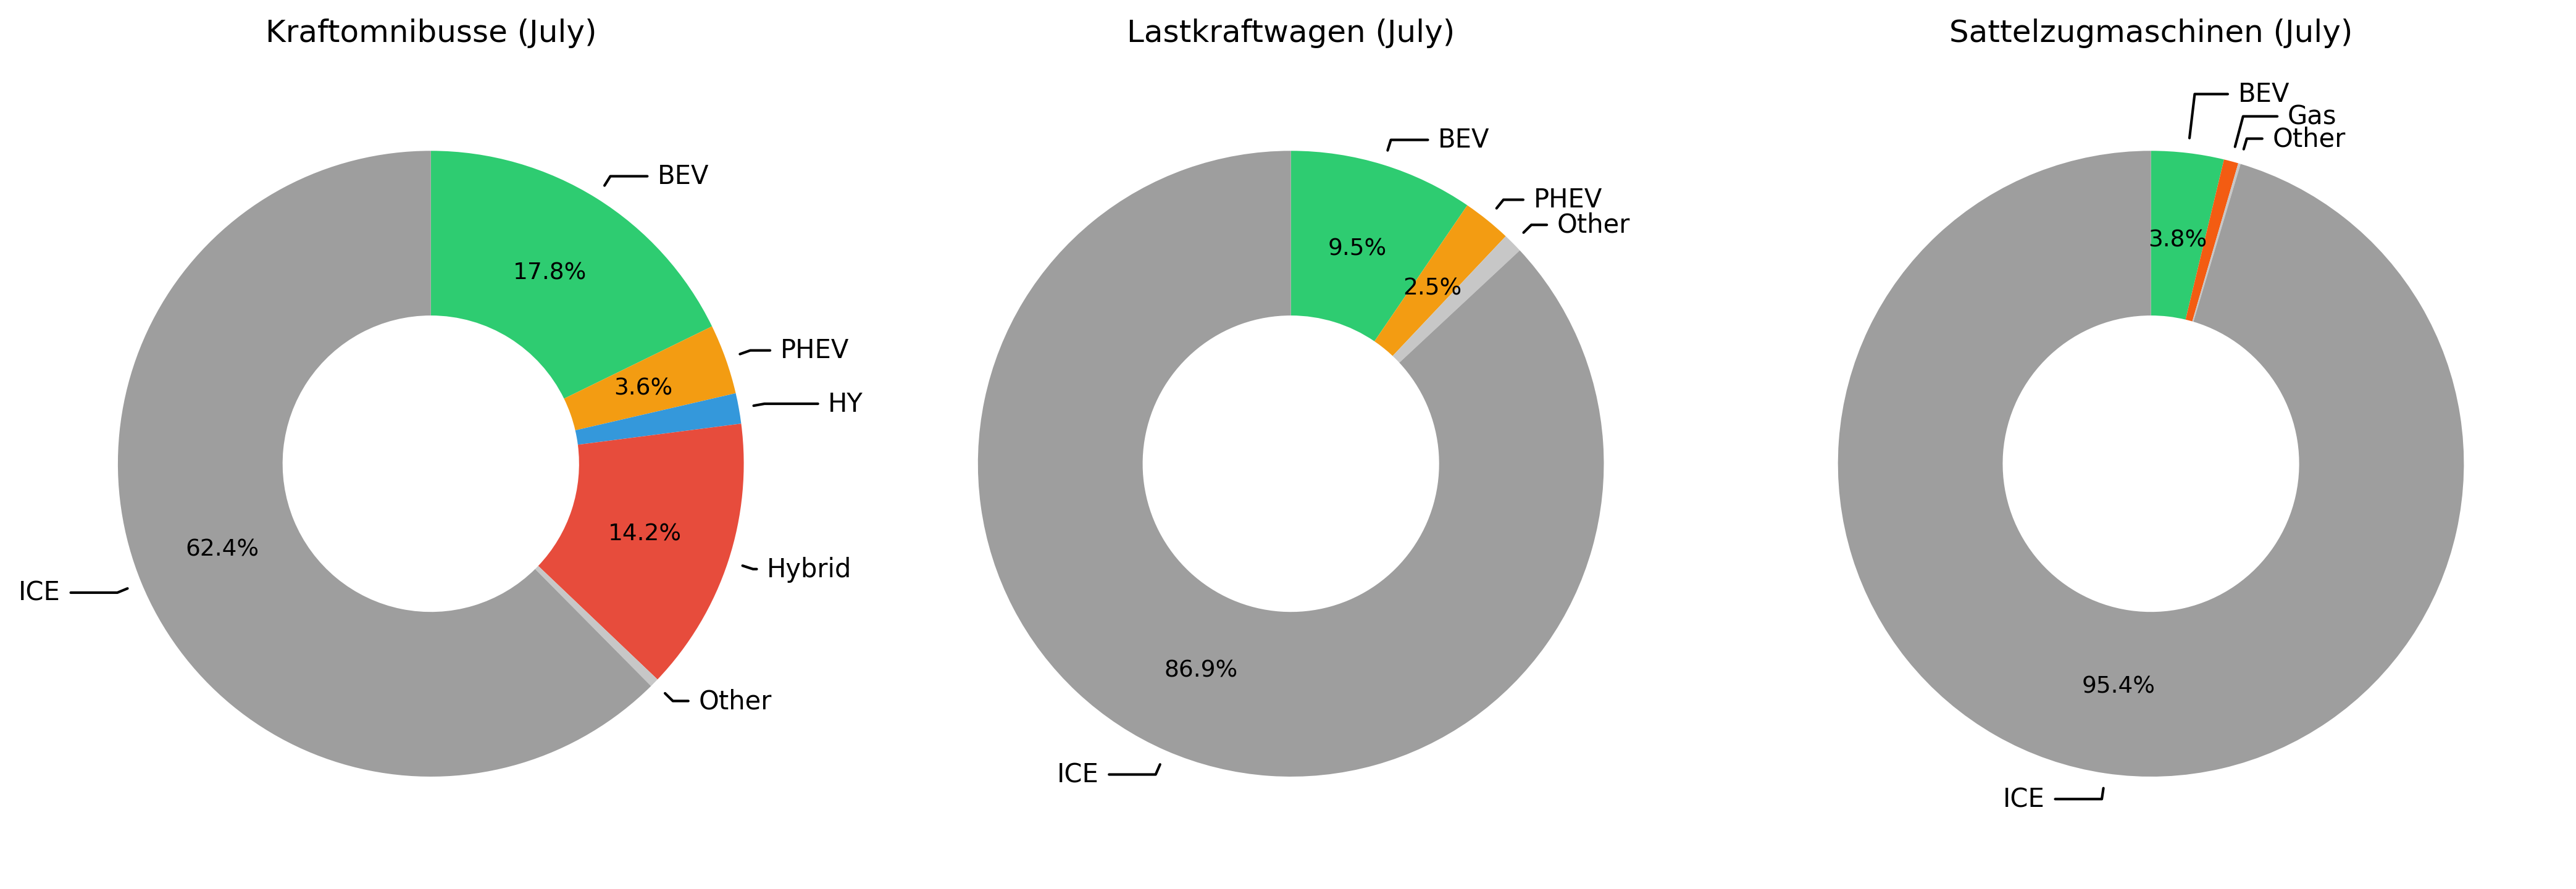 Kraftomnibusse (July)
BEV
17.8%
PHEV
3.6%
HY
14.2%
Hybrid
62.4%
ICE
Other
Lastkraftwagen (July)
BEV
PHEV
Other
9.5%
2.5%
86.9%
ICE
Sattelzugmaschinen (July)
BEV
Gas
Other
3.8%
95.4%
ICE